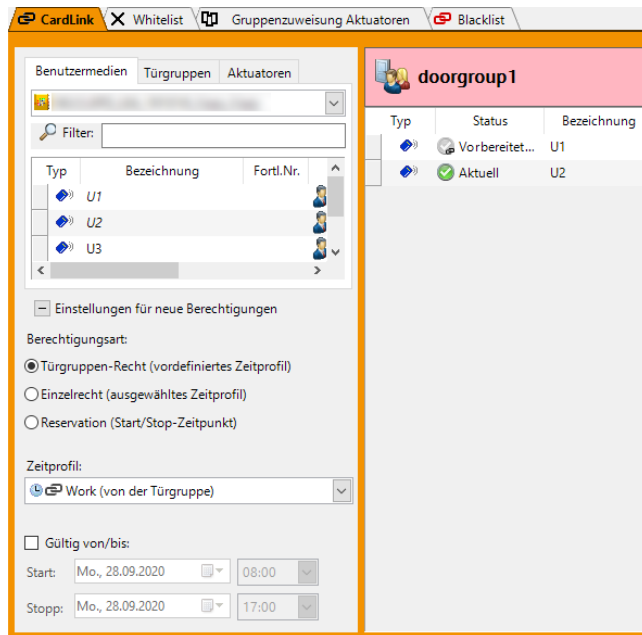 CardLink Whitelist Gruppenzuweisung Aktuatoren Blacklist
Benutzermedien Türgruppen Aktuatoren
Filter:
Typ Bezeichnung Fortl.Nr.
U1
U2
U3
Einstellungen für neue Berechtigungen
Berechtigungsart:
Türgruppen-Recht (vordefiniertes Zeitprofil)
Einzelrecht (ausgewähltes Zeitprofil)
Reservation (Start/Stop-Zeitpunkt)
Zeitprofil:
Work (von der Türgruppe)
Gültig von/bis:
Start: Mo., 28.09.2020 08:00
Stopp: Mo., 28.09.2020 17:00
doorgroup1
Typ Status Bezeichnung
Vorbereitet... U1
Aktuell U2